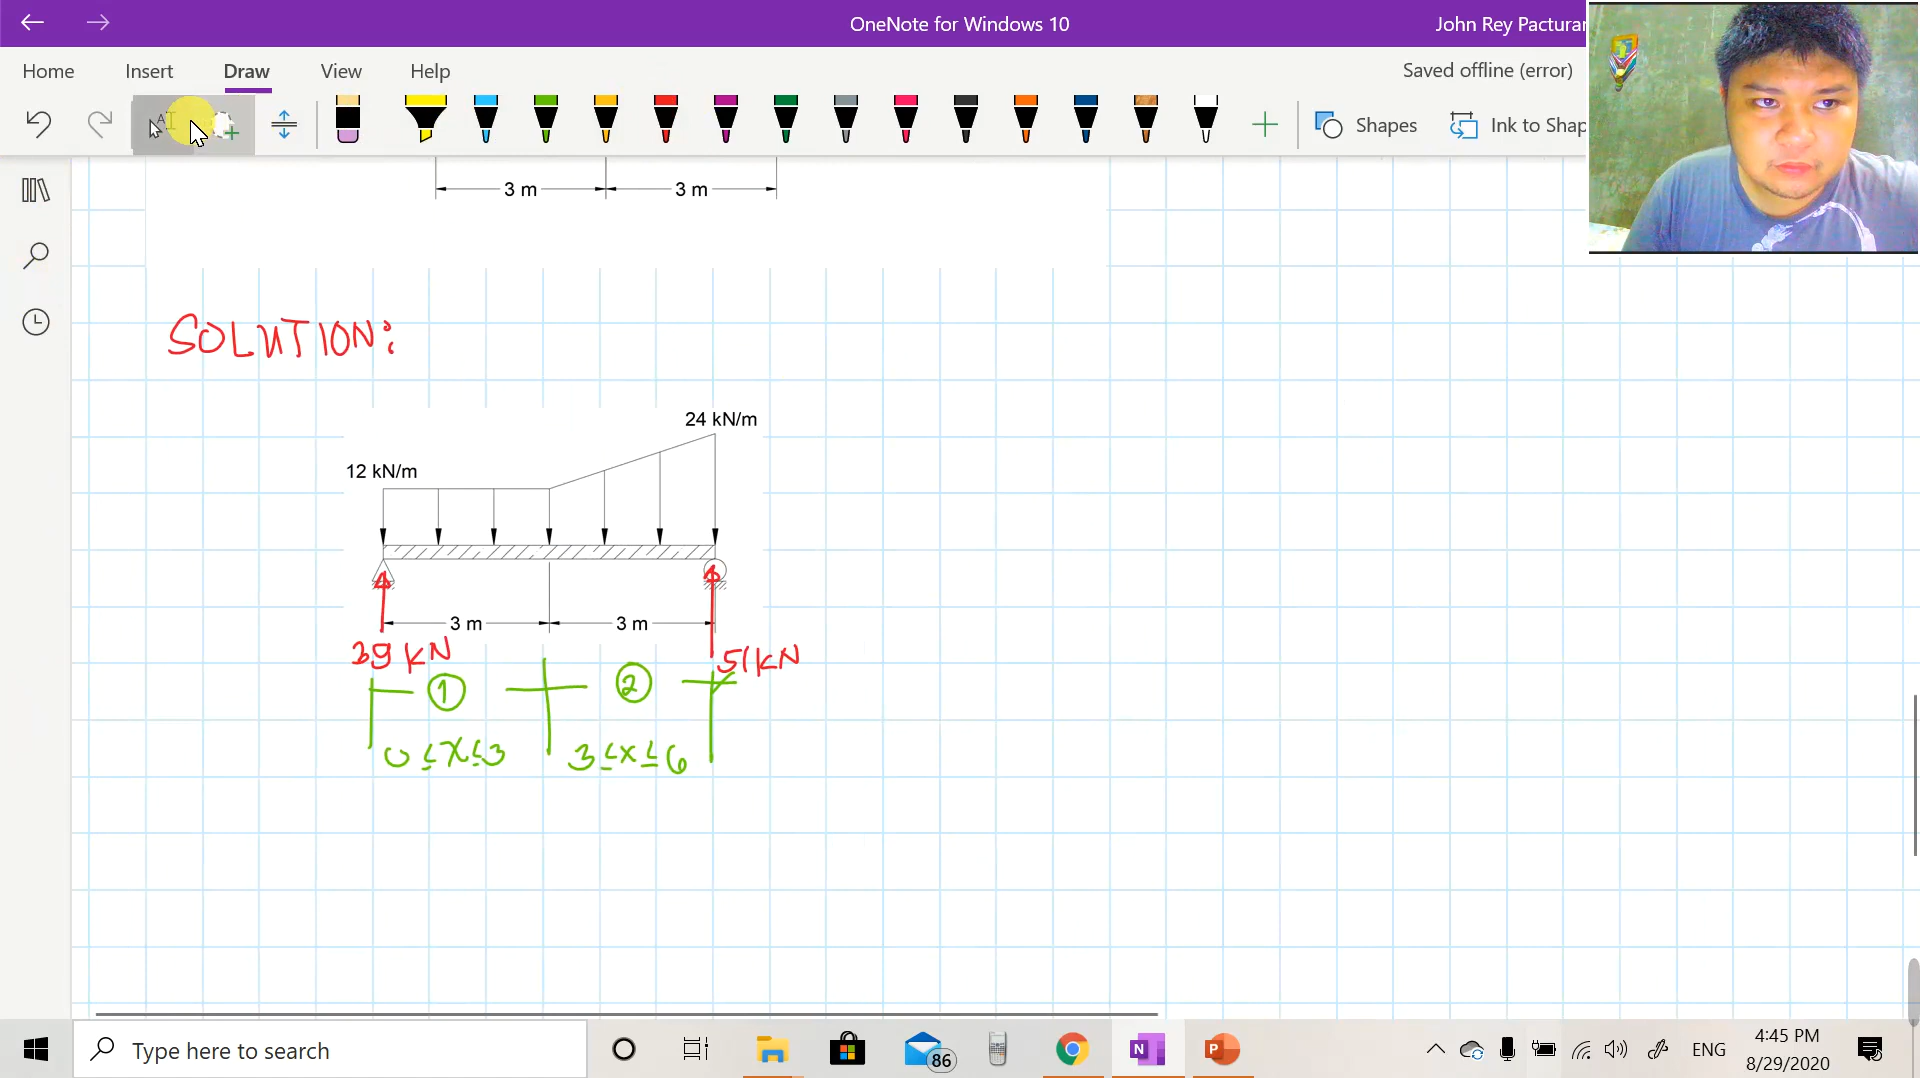 OneNote for Windows 10
John Rey Pacturan
Home Insert Draw View Help
Saved offline (error)
Shapes
Ink to Shap
3 m 3 m
SOLUTION:
24 kN/m
12 kN/m
3 m 3 m
39 kN
51 kN
1 2
0 ≤ x ≤ 3 3 ≤ x ≤ 6
Type here to search
86
N
P
ENG
4:45 PM
8/29/2020